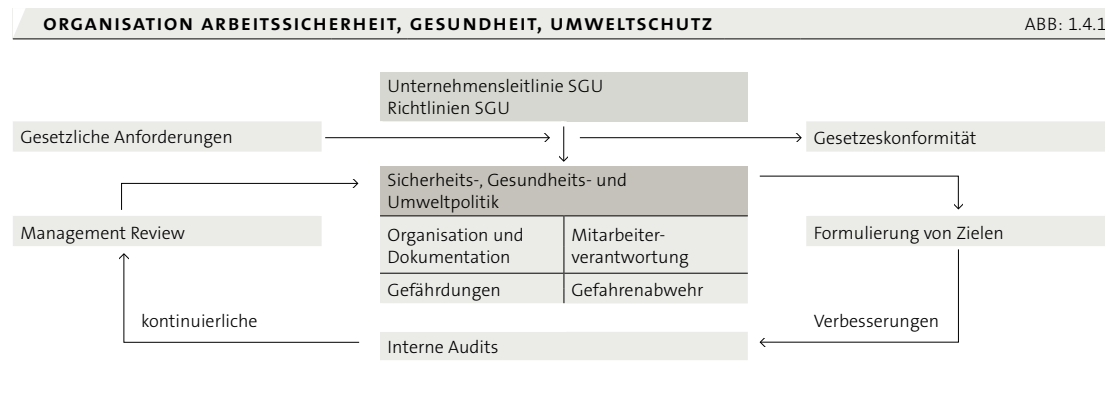 ORGANISATION ARBEITSSICHERHEIT, GESUNDHEIT, UMWELTSCHUTZ
ABB: 1.4.1
Unternehmensleitlinie SGU
Richtlinien SGU
Gesetzliche Anforderungen
Gesetzeskonformität
Sicherheits-, Gesundheits- und
Umweltpolitik
Management Review
Organisation und
Dokumentation
Mitarbeiter-
verantwortung
Formulierung von Zielen
Gefährdungen
Gefahrenabwehr
kontinuierliche
Verbesserungen
Interne Audits